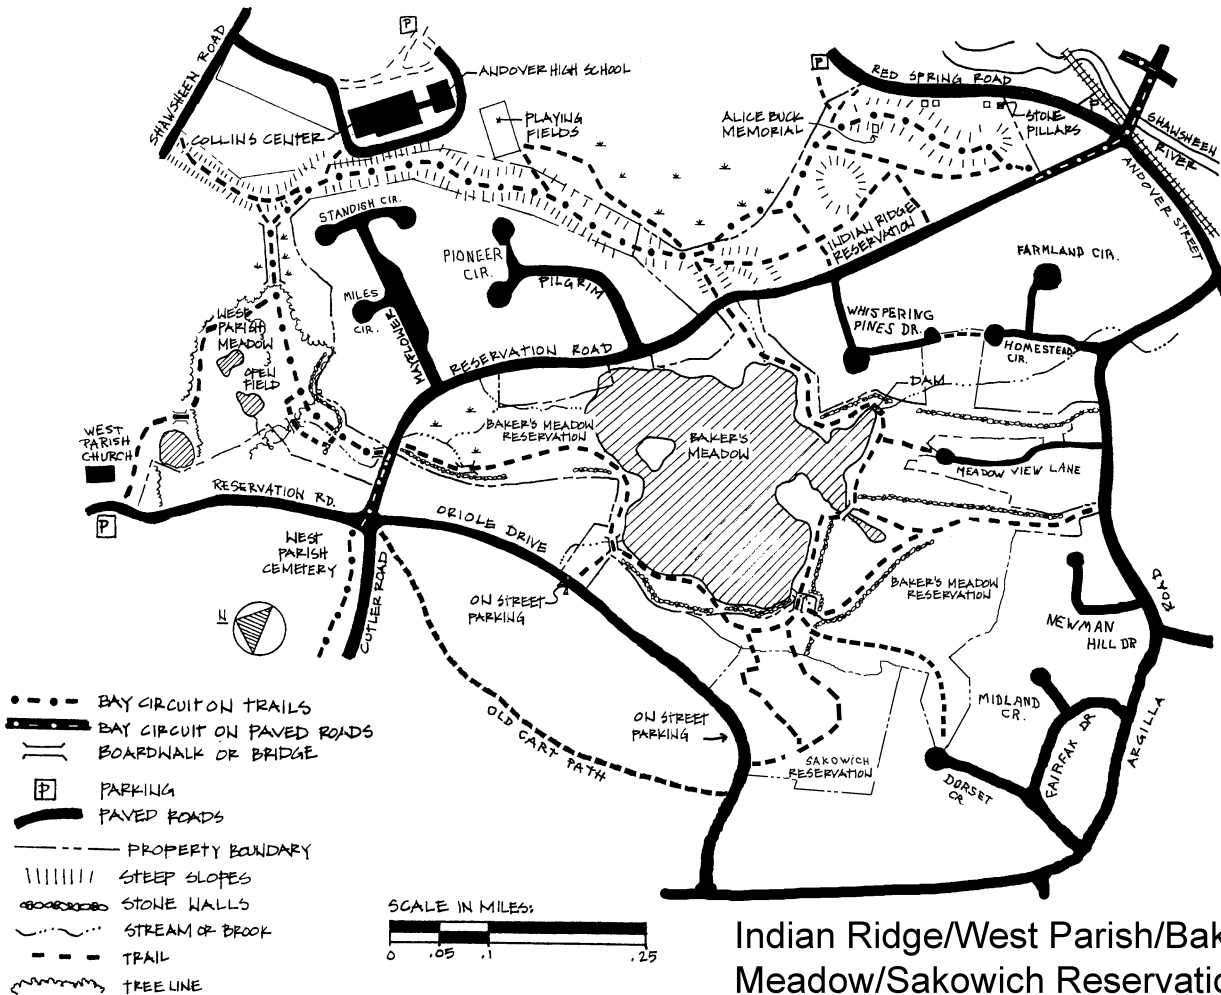 P
ANDOVER HIGH SCHOOL
SHAWSHEEN ROAD
COLLINS CENTER
PLAYING
FIELDS
P
RED SPRING ROAD
ALICE BUCK
MEMORIAL
STONE
PILLARS
P
SHAWSHEEN
RIVER
ANDOVER STREET
STANDISH CIR.
PIONEER
CIR.
PILGRIM
MILES
CIR.
MAYFLOWER
INDIAN RIDGE
RESERVATION
FARMLAND CIR.
WHISPERING
PINES DR.
HOMESTEAD
CIR.
WEST
PARISH
MEADOW
OPEN
FIELD
RESERVATION ROAD
DAM
BAKER'S MEADOW
RESERVATION
BAKER'S
MEADOW
MEADOW VIEW LANE
WEST
PARISH
CHURCH
P
RESERVATION RD.
ORIOLE DRIVE
WEST
PARISH
CEMETERY
CUTLER ROAD
N
ON STREET
PARKING
BAKER'S MEADOW
RESERVATION
NEWMAN
HILL DR
ROAD
MIDLAND
CR.
FAIRFAX DR
ARGILLA
DORSET
CR.
OLD CART PATH
ON STREET
PARKING
SAKOWICH
RESERVATION
BAY CIRCUIT ON TRAILS
BAY CIRCUIT ON PAVED ROADS
BOARDWALK OR BRIDGE
P PARKING
PAVED ROADS
PROPERTY BOUNDARY
STEEP SLOPES
STONE WALLS
STREAM OR BROOK
TRAIL
TREE LINE
SCALE IN MILES:
0 .05 .1 .25
Indian Ridge/West Parish/Bak
Meadow/Sakowich Reservatio